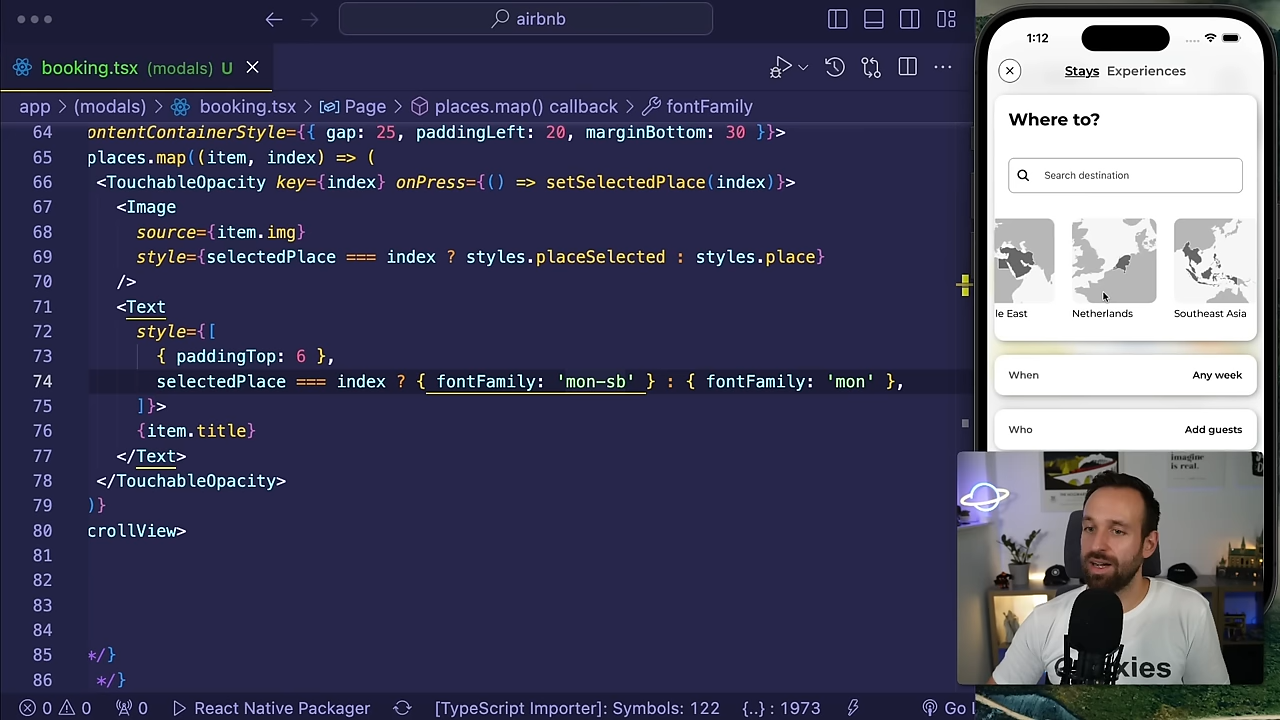 airbnb
booking.tsx (modals) U
app > (modals) > booking.tsx > Page > places.map() callback > fontFamily
64 ontentContainerStyle={{ gap: 25, paddingLeft: 20, marginBottom: 30 }}>
65 places.map((item, index) => (
66 <TouchableOpacity key={index} onPress={() => setSelectedPlace(index)}>
67 <Image
68 source={item.img}
69 style={selectedPlace === index ? styles.placeSelected : styles.place}
70 />
71 <Text
72 style={[
73 { paddingTop: 6 },
74 selectedPlace === index ? { fontFamily: 'mon-sb' } : { fontFamily: 'mon' },
75 ]}>
76 {item.title}
77 </Text>
78 </TouchableOpacity>
79 )}
80 crollView>
81
82
83
84
85 */}
86 */}
0 0 0 React Native Packager [TypeScript Importer]: Symbols: 122 {..} : 1973 Go L
1:12
Stays Experiences
Where to?
Search destination
le East Netherlands Southeast Asia
When Any week
Who Add guests
imagine
is real.